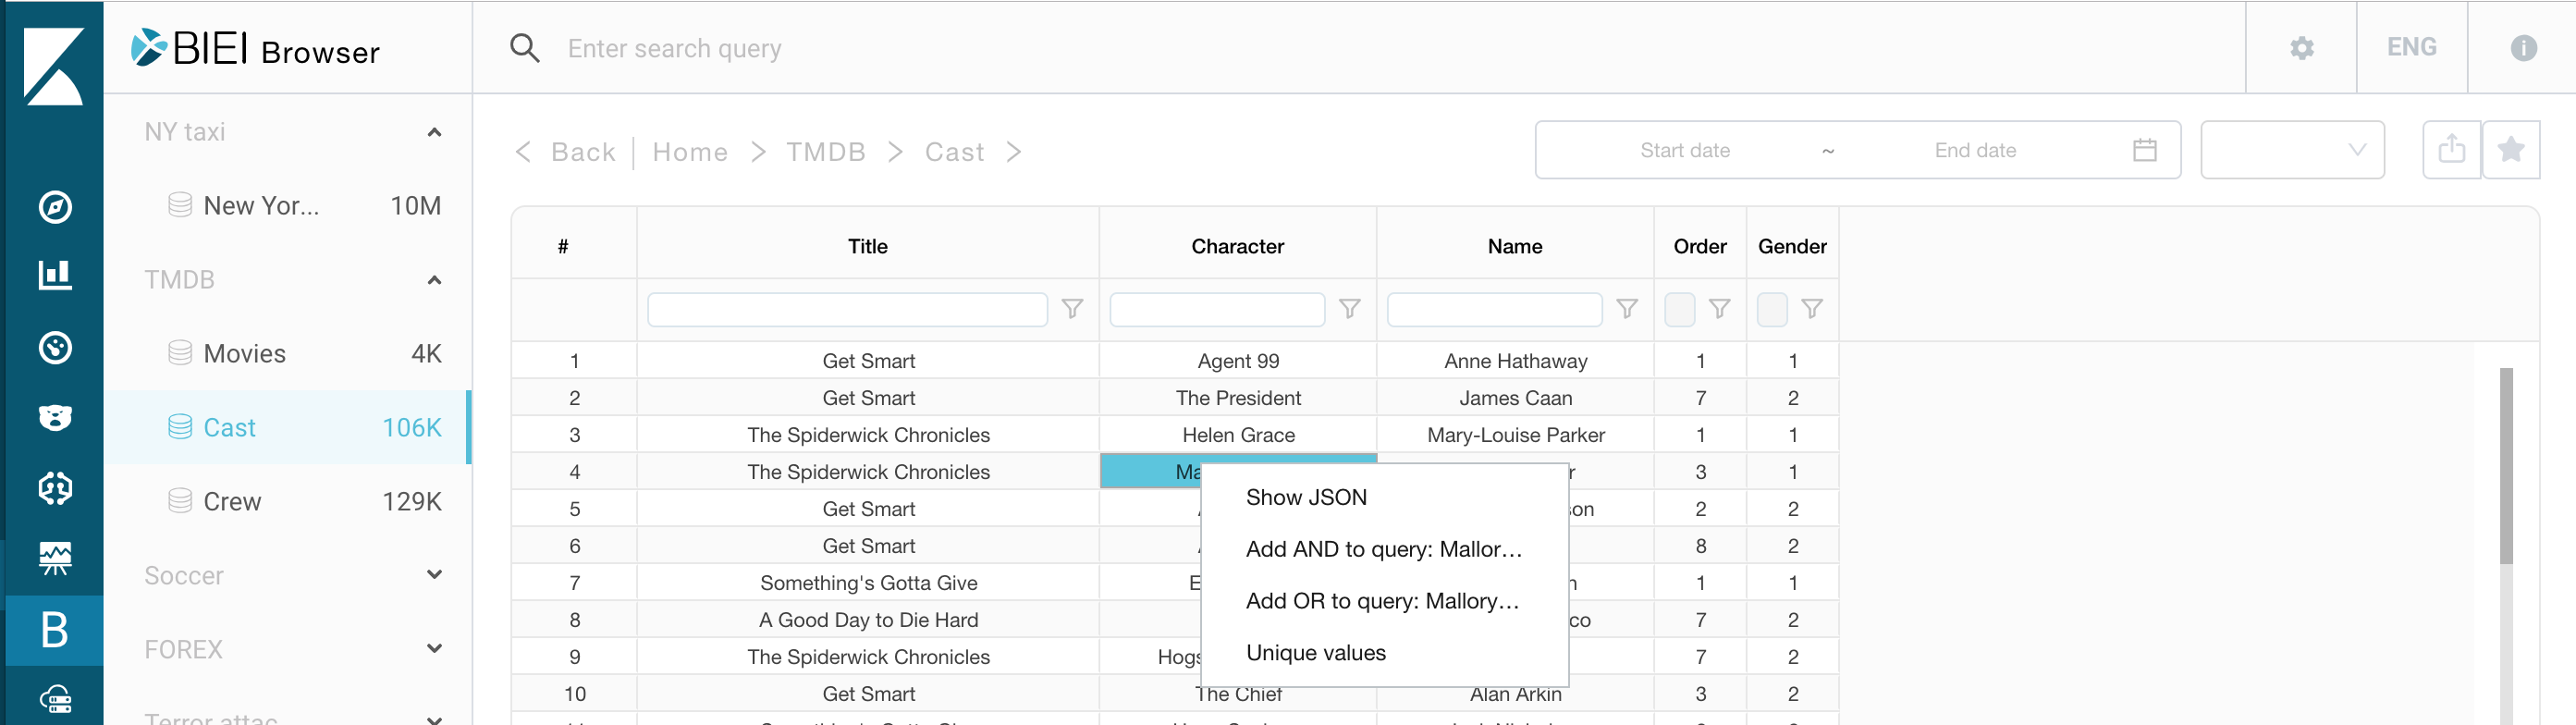 BIEI Browser
Enter search query
ENG
NY taxi
New Yor... 10M
TMDB
Movies 4K
Cast 106K
Crew 129K
Soccer
FOREX
Terror attac
Back | Home > TMDB > Cast >
Start date ~ End date
# Title Character Name Order Gender
1 Get Smart Agent 99 Anne Hathaway 1 1
2 Get Smart The President James Caan 7 2
3 The Spiderwick Chronicles Helen Grace Mary-Louise Parker 1 1
4 The Spiderwick Chronicles 3 1
5 Get Smart 2 2
6 Get Smart 8 2
7 Something's Gotta Give 1 1
8 A Good Day to Die Hard 7 2
9 The Spiderwick Chronicles 7 2
10 Get Smart The Chief Alan Arkin 3 2
Show JSON
Add AND to query: Mallor...
Add OR to query: Mallory...
Unique values
B